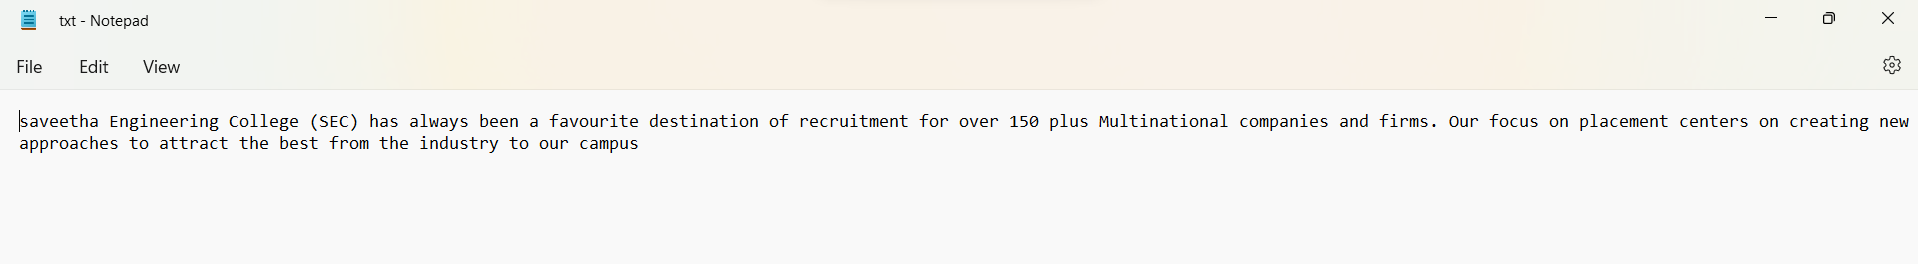 txt - Notepad
File Edit View
saveetha Engineering College (SEC) has always been a favourite destination of recruitment for over 150 plus Multinational companies and firms. Our focus on placement centers on creating new
approaches to attract the best from the industry to our campus